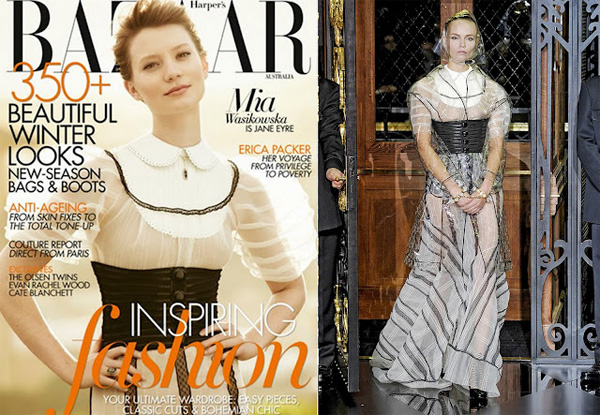 Harper's
BAZAAR
AUSTRALIA
350+
BEAUTIFUL
WINTER
LOOKS
NEW-SEASON
BAGS & BOOTS
ANTI-AGEING
FROM SKIN FIXES TO
THE TOTAL TONE-UP
COUTURE REPORT
DIRECT FROM PARIS
THE OLSEN TWINS
EVAN RACHEL WOOD
CATE BLANCHETT
Mia
Wasikowska
IS JANE EYRE
ERICA PACKER
HER VOYAGE
FROM PRIVILEGE
TO POVERTY
INSPIRING
fashion
YOUR ULTIMATE WARDROBE: EASY PIECES,
CLASSIC CUTS & BOHEMIAN CHIC